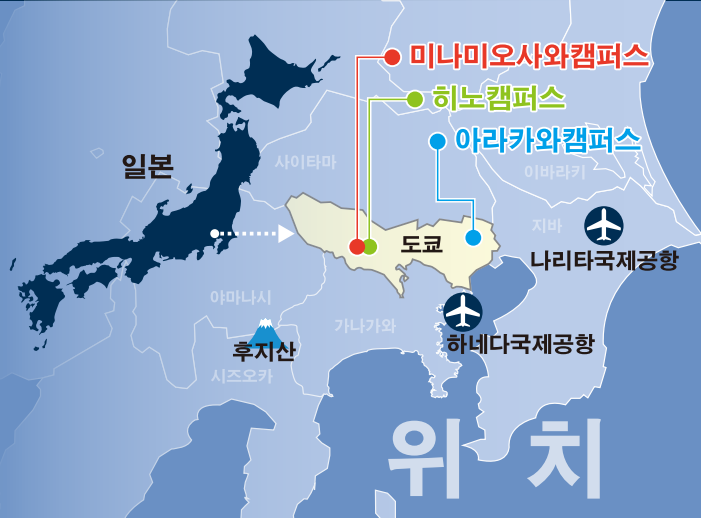 미나미오사와캠퍼스
히노캠퍼스
아라카와캠퍼스
일본
사이타마
이바라키
지바
도쿄
나리타국제공항
야마나시
가나가와
하네다국제공항
후지산
시즈오카
위치